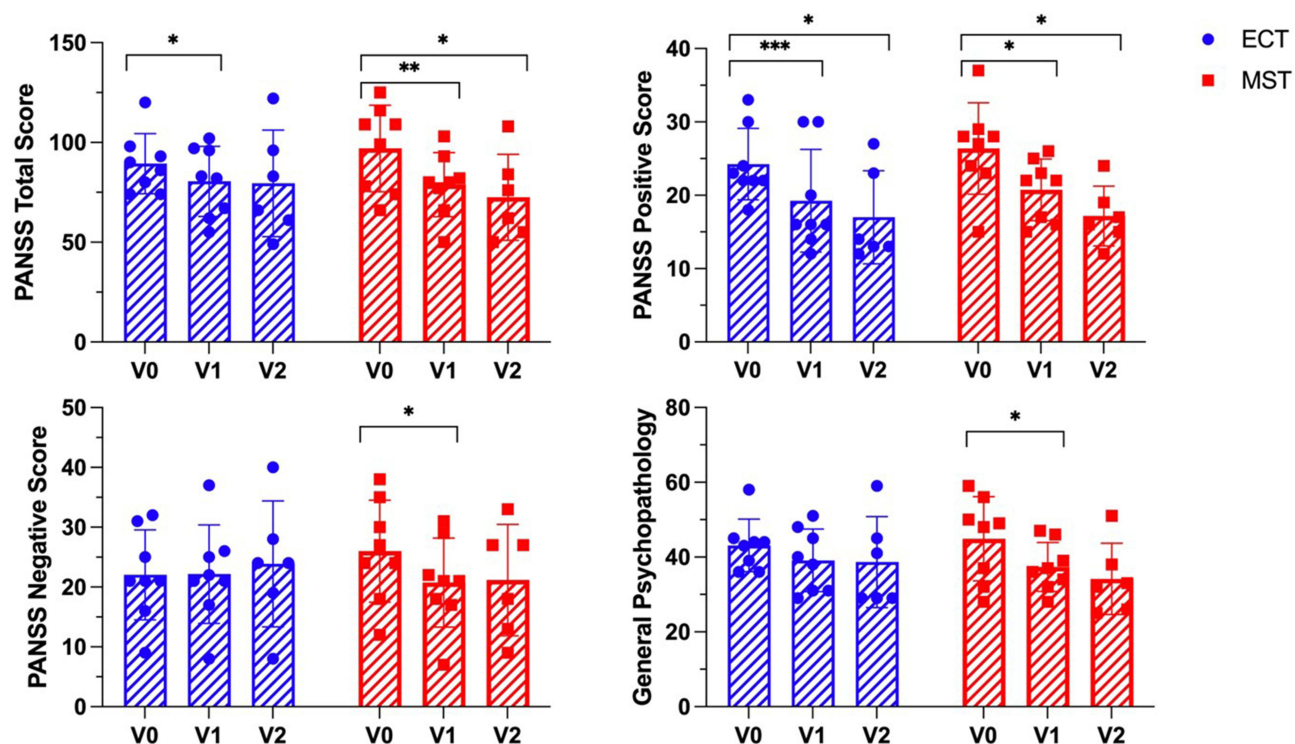 *
*
**
150
100
50
0
PANSS Total Score
V0 V1 V2 V0 V1 V2
*
***
*
*
40
30
20
10
0
PANSS Positive Score
V0 V1 V2 V0 V1 V2
ECT
MST
*
50
40
30
20
10
0
PANSS Negative Score
V0 V1 V2 V0 V1 V2
*
80
60
40
20
0
General Psychopathology
V0 V1 V2 V0 V1 V2